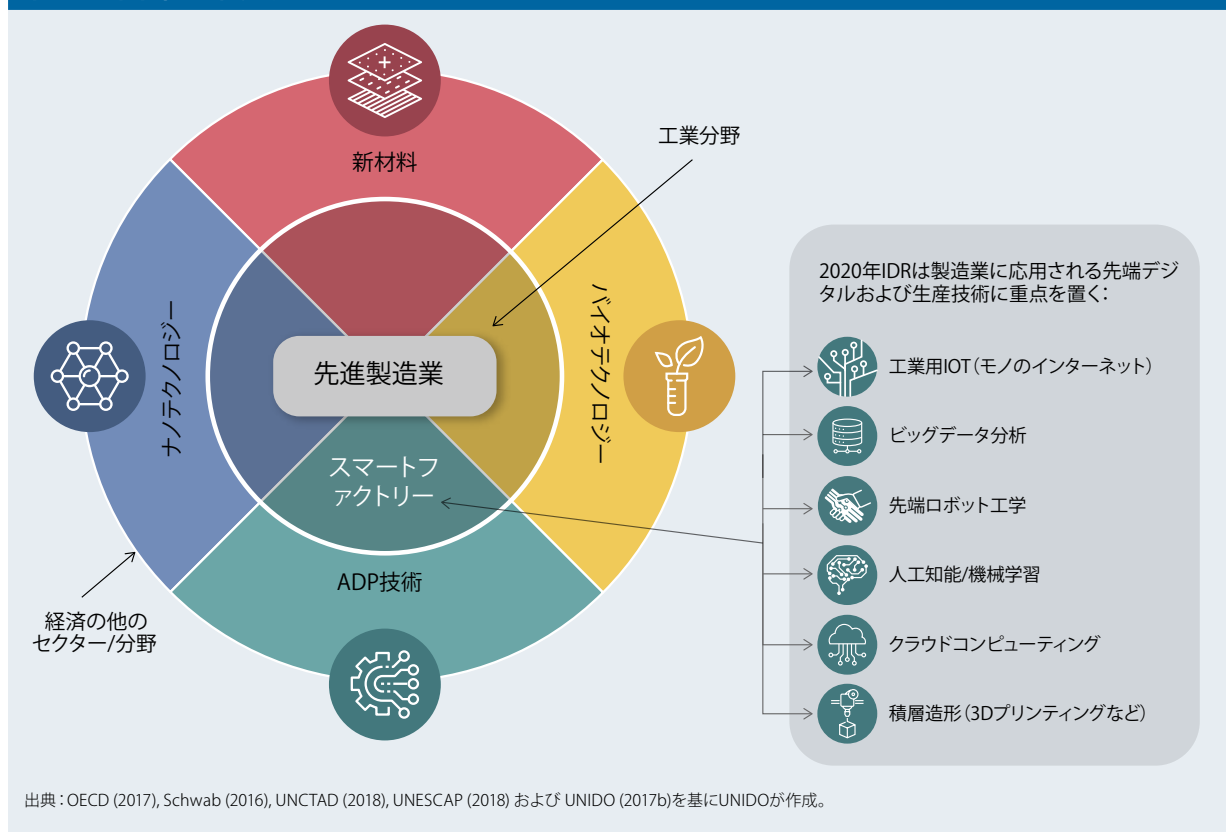 新材料
工業分野
2020年IDRは製造業に応用される先端デジ
タルおよび生産技術に重点を置く:
ナノテクノロジー
先進製造業
バイオテクノロジー
工業用IOT（モノのインターネット）
ビッグデータ分析
スマートフ
ァクトリー
先端ロボット工学
人工知能/機械学習
ADP技術
経済の他の
セクター/分野
クラウドコンピューティング
積層造形（3Dプリンティングなど）
出典：OECD (2017), Schwab (2016), UNCTAD (2018), UNESCAP (2018) および UNIDO (2017b)を基にUNIDOが作成。